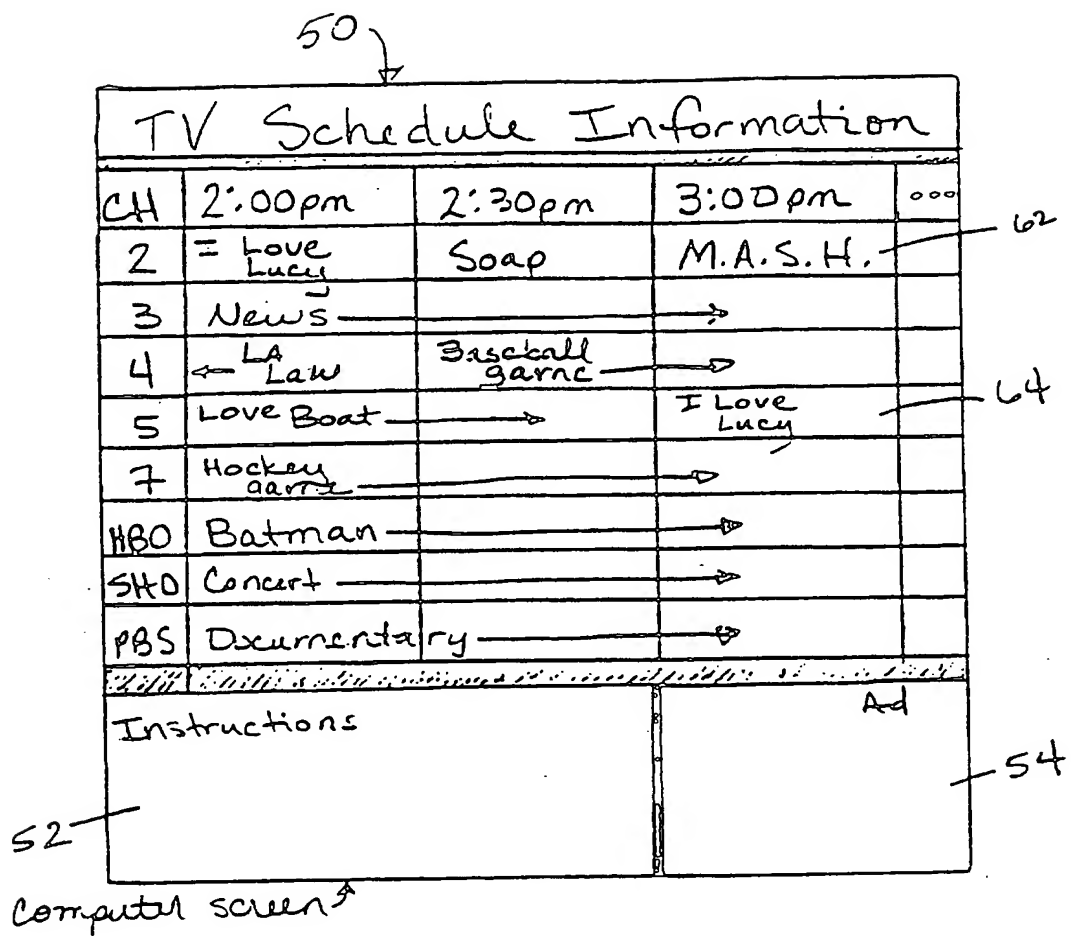 50
TV Schedule Information
CH 2:00pm 2:30pm 3:00pm ooo
62
2 I Love Lucy Soap M.A.S.H.
3 News
4 LA Law Baseball game
64
5 Love Boat I Love Lucy
7 Hockey game
HBO Batman
SHO Concert
PBS Documentary
Instructions Ad
54
52
Computer screen